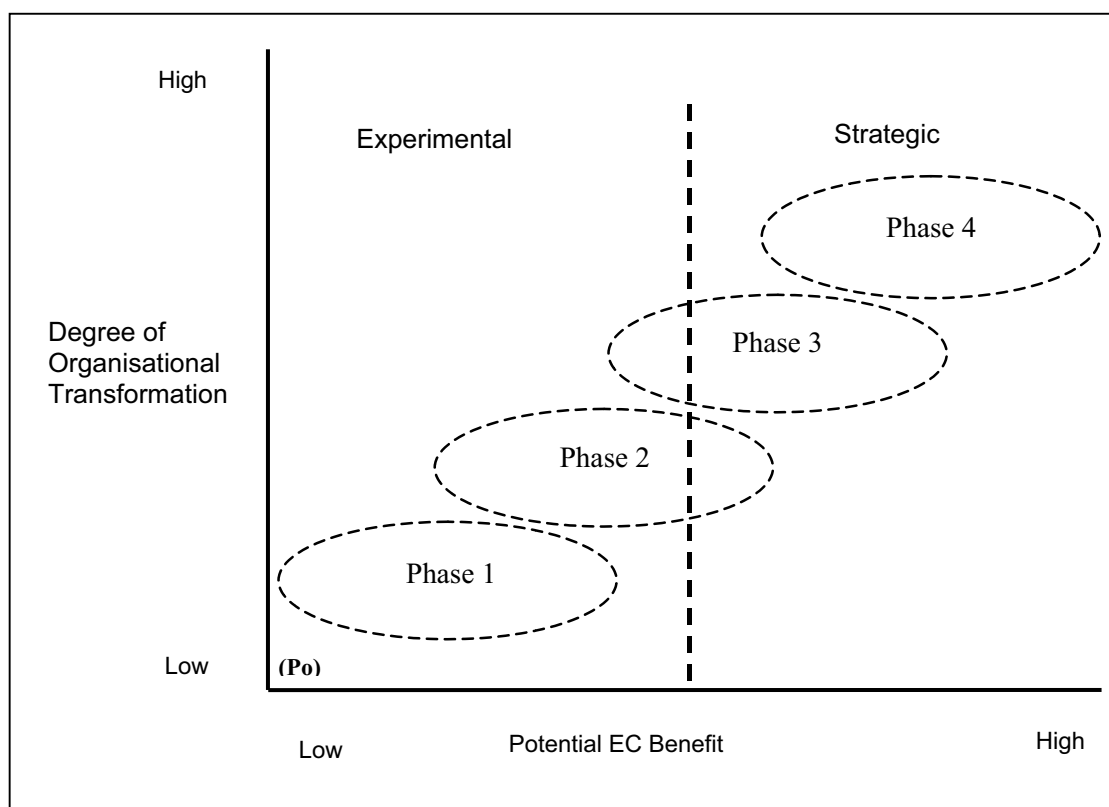 High
Experimental
Strategic
Phase 4
Degree of
Organisational
Transformation
Phase 3
Phase 2
Phase 1
Low
(Po)
Low
Potential EC Benefit
High